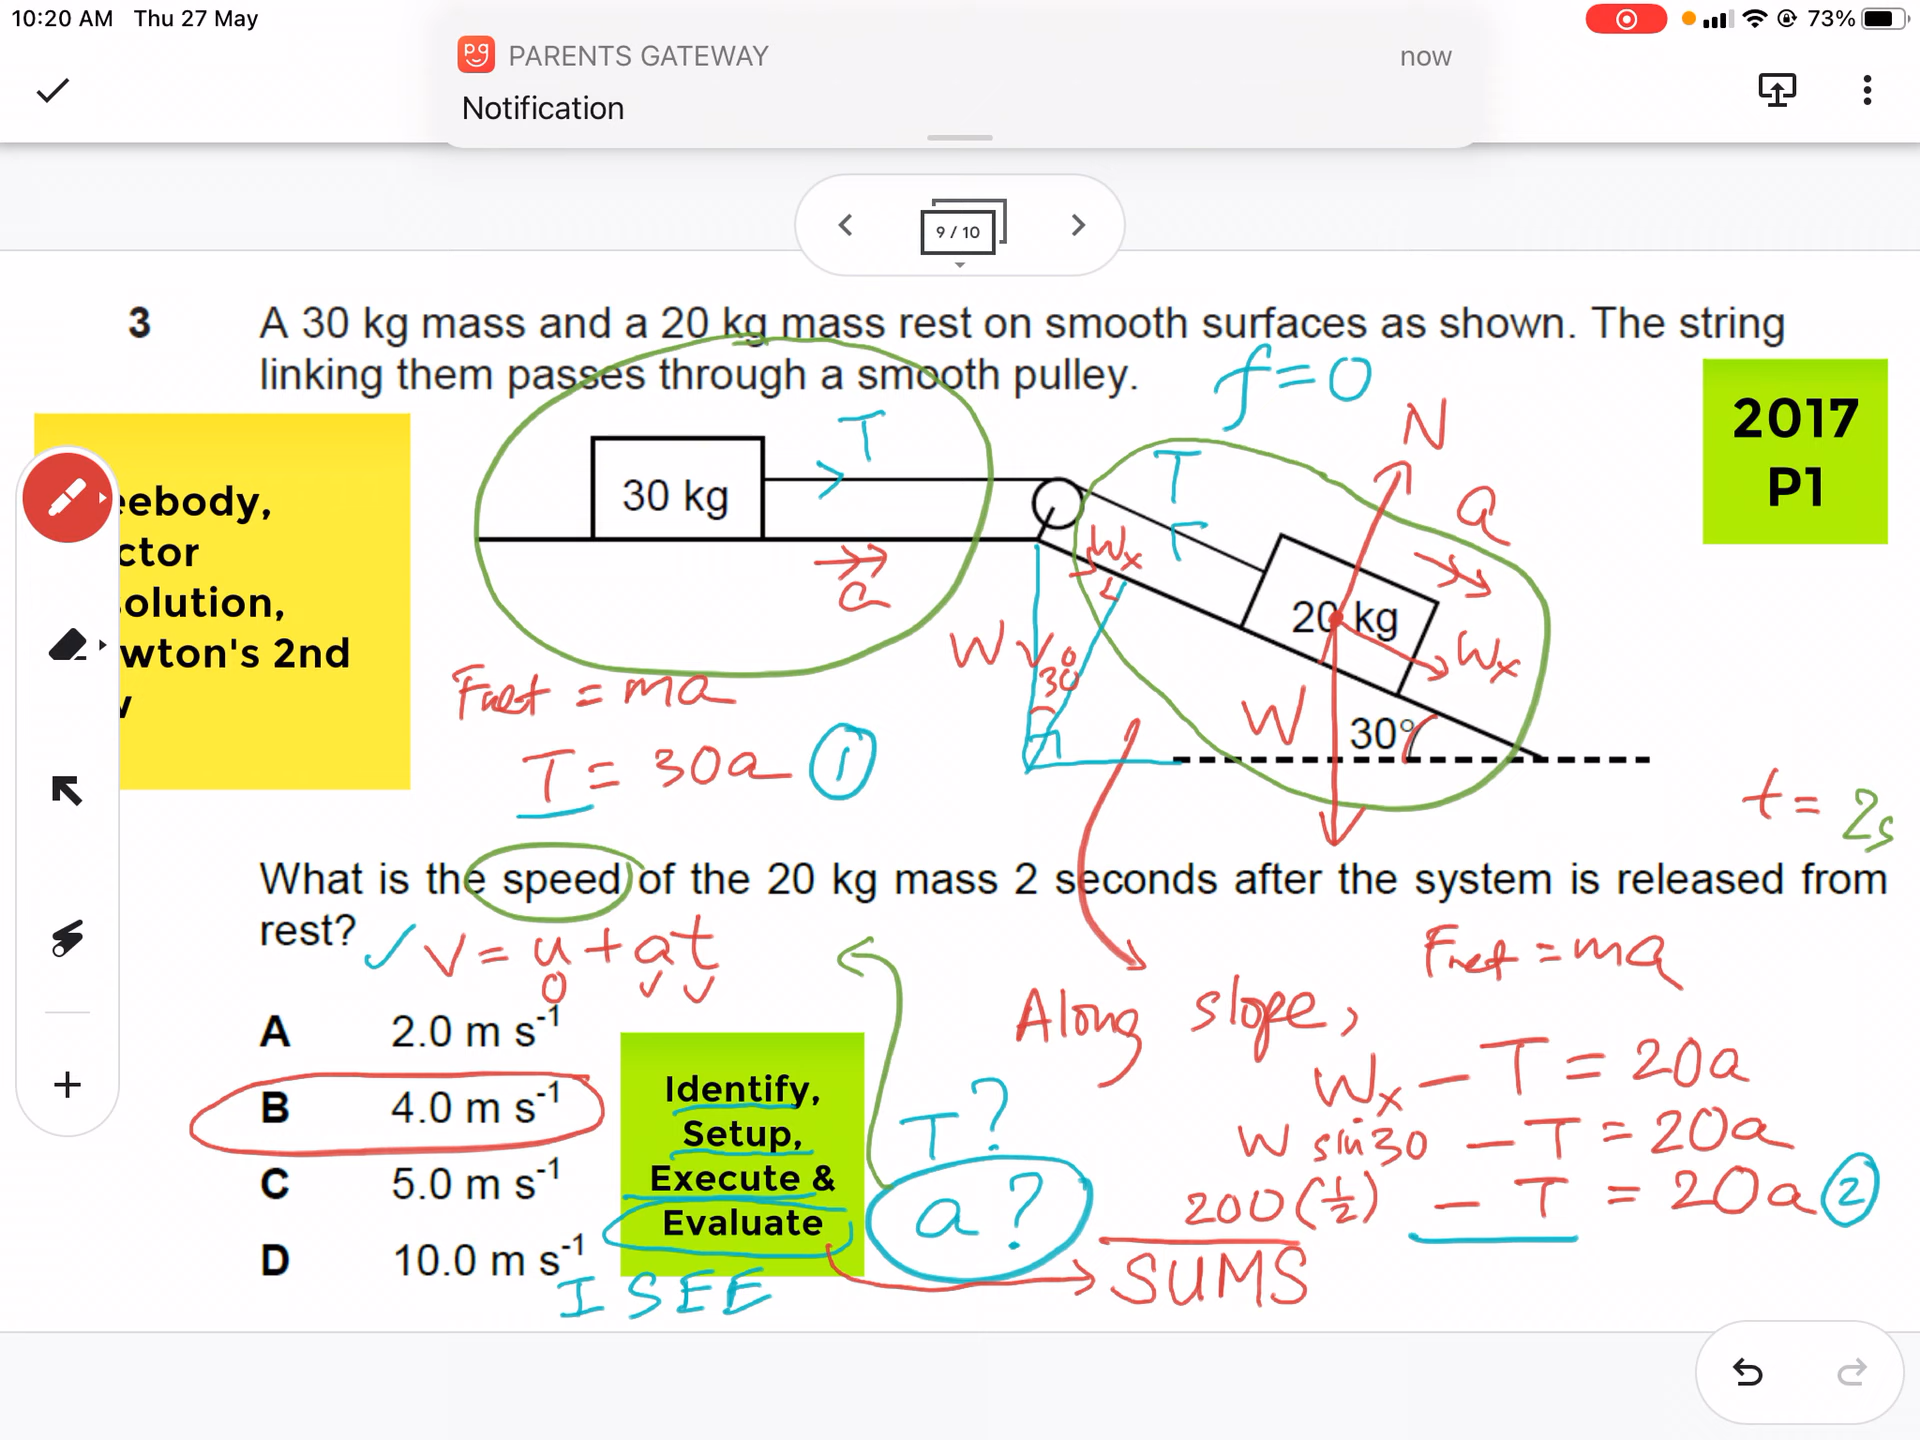 10:20 AM Thu 27 May
73%
PARENTS GATEWAY
now
Notification
9 / 10
3
A 30 kg mass and a 20 kg mass rest on smooth surfaces as shown. The string
linking them passes through a smooth pulley.
f = 0
2017
P1
eebody,
ctor
solution,
wton's 2nd
v
30 kg
T
a
T
N
a
Wx
20 kg
Wx
W
30°
W
30°
Fnet = ma
T = 30a ①
t = 2s
What is the speed of the 20 kg mass 2 seconds after the system is released from
rest?
✓ v = u + at
0 ✓ ✓
Fnet = ma
A 2.0 m s⁻¹
B 4.0 m s⁻¹
C 5.0 m s⁻¹
D 10.0 m s⁻¹
Identify,
Setup,
Execute &
Evaluate
I SEE
T?
a?
Along slope,
Wx − T = 20a
W sin30 − T = 20a
200(½) − T = 20a ②
SUMS